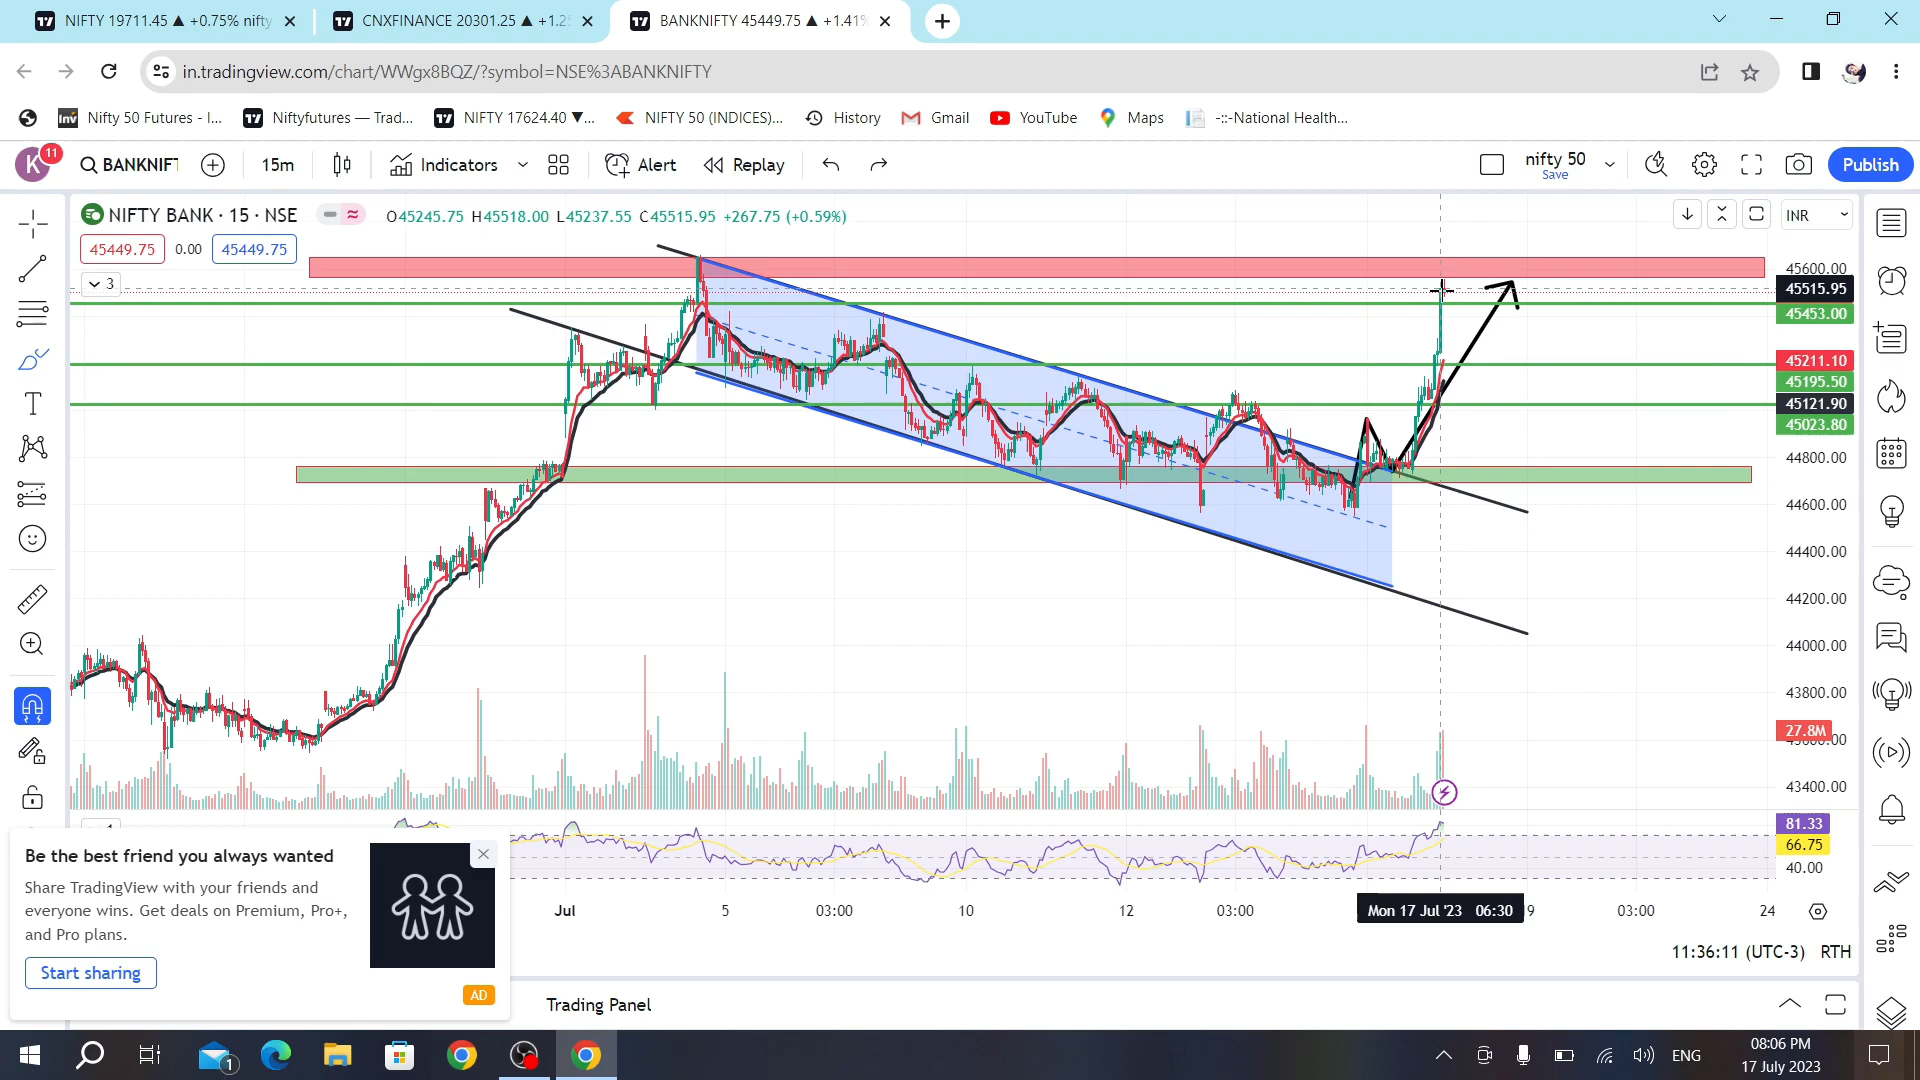 NIFTY 19711.45 ▲ +0.75% nifty
CNXFINANCE 20301.25 ▲ +1.2
BANKNIFTY 45449.75 ▲ +1.41%
in.tradingview.com/chart/WWgx8BQZ/?symbol=NSE%3ABANKNIFTY
Nifty 50 Futures - I...
Niftyfutures — Trad...
NIFTY 17624.40 ▼...
NIFTY 50 (INDICES)...
History
Gmail
YouTube
Maps
-::-National Health...
K
11
BANKNIFT
15m
Indicators
Alert
Replay
nifty 50
Save
Publish
NIFTY BANK · 15 · NSE
O45245.75 H45518.00 L45237.55 C45515.95 +267.75 (+0.59%)
INR
45449.75
0.00
45449.75
3
45600.00
45515.95
45453.00
45211.10
45195.50
45121.90
45023.80
44800.00
44600.00
44400.00
44200.00
44000.00
43800.00
27.8M
43400.00
81.33
66.75
40.00
Jul
5
03:00
10
12
03:00
Mon 17 Jul '23 06:30
9
03:00
24
11:36:11 (UTC-3)
RTH
Be the best friend you always wanted
Share TradingView with your friends and
everyone wins. Get deals on Premium, Pro+,
and Pro plans.
Start sharing
AD
Trading Panel
1
ENG
08:06 PM
17 July 2023